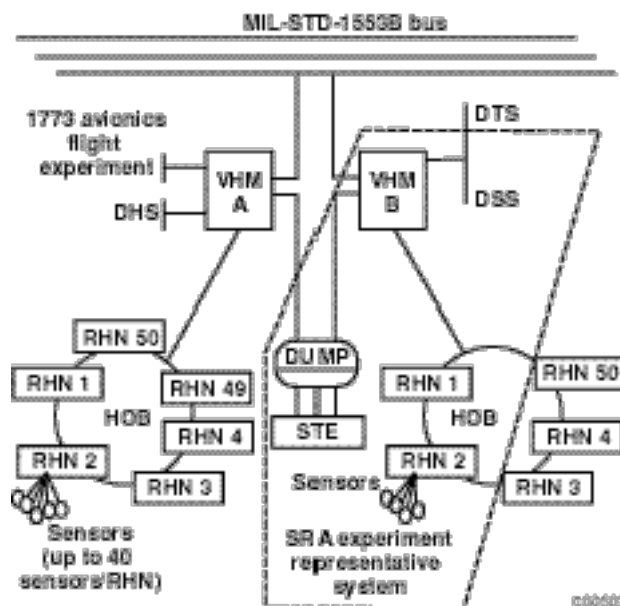 MIL-STD-1553B bus
1773 avionics
flight
experiment
DHS
VHM
A
VHM
B
DTS
DSS
RHN 50
RHN 1
RHN 49
HOB
RHN 4
RHN 2
RHN 3
Sensors
(up to 40
sensors/RHN)
DUMP
STE
RHN 1
RHN 50
HOB
RHN 4
RHN 2
RHN 3
Sensors
SRA experiment
representative
system